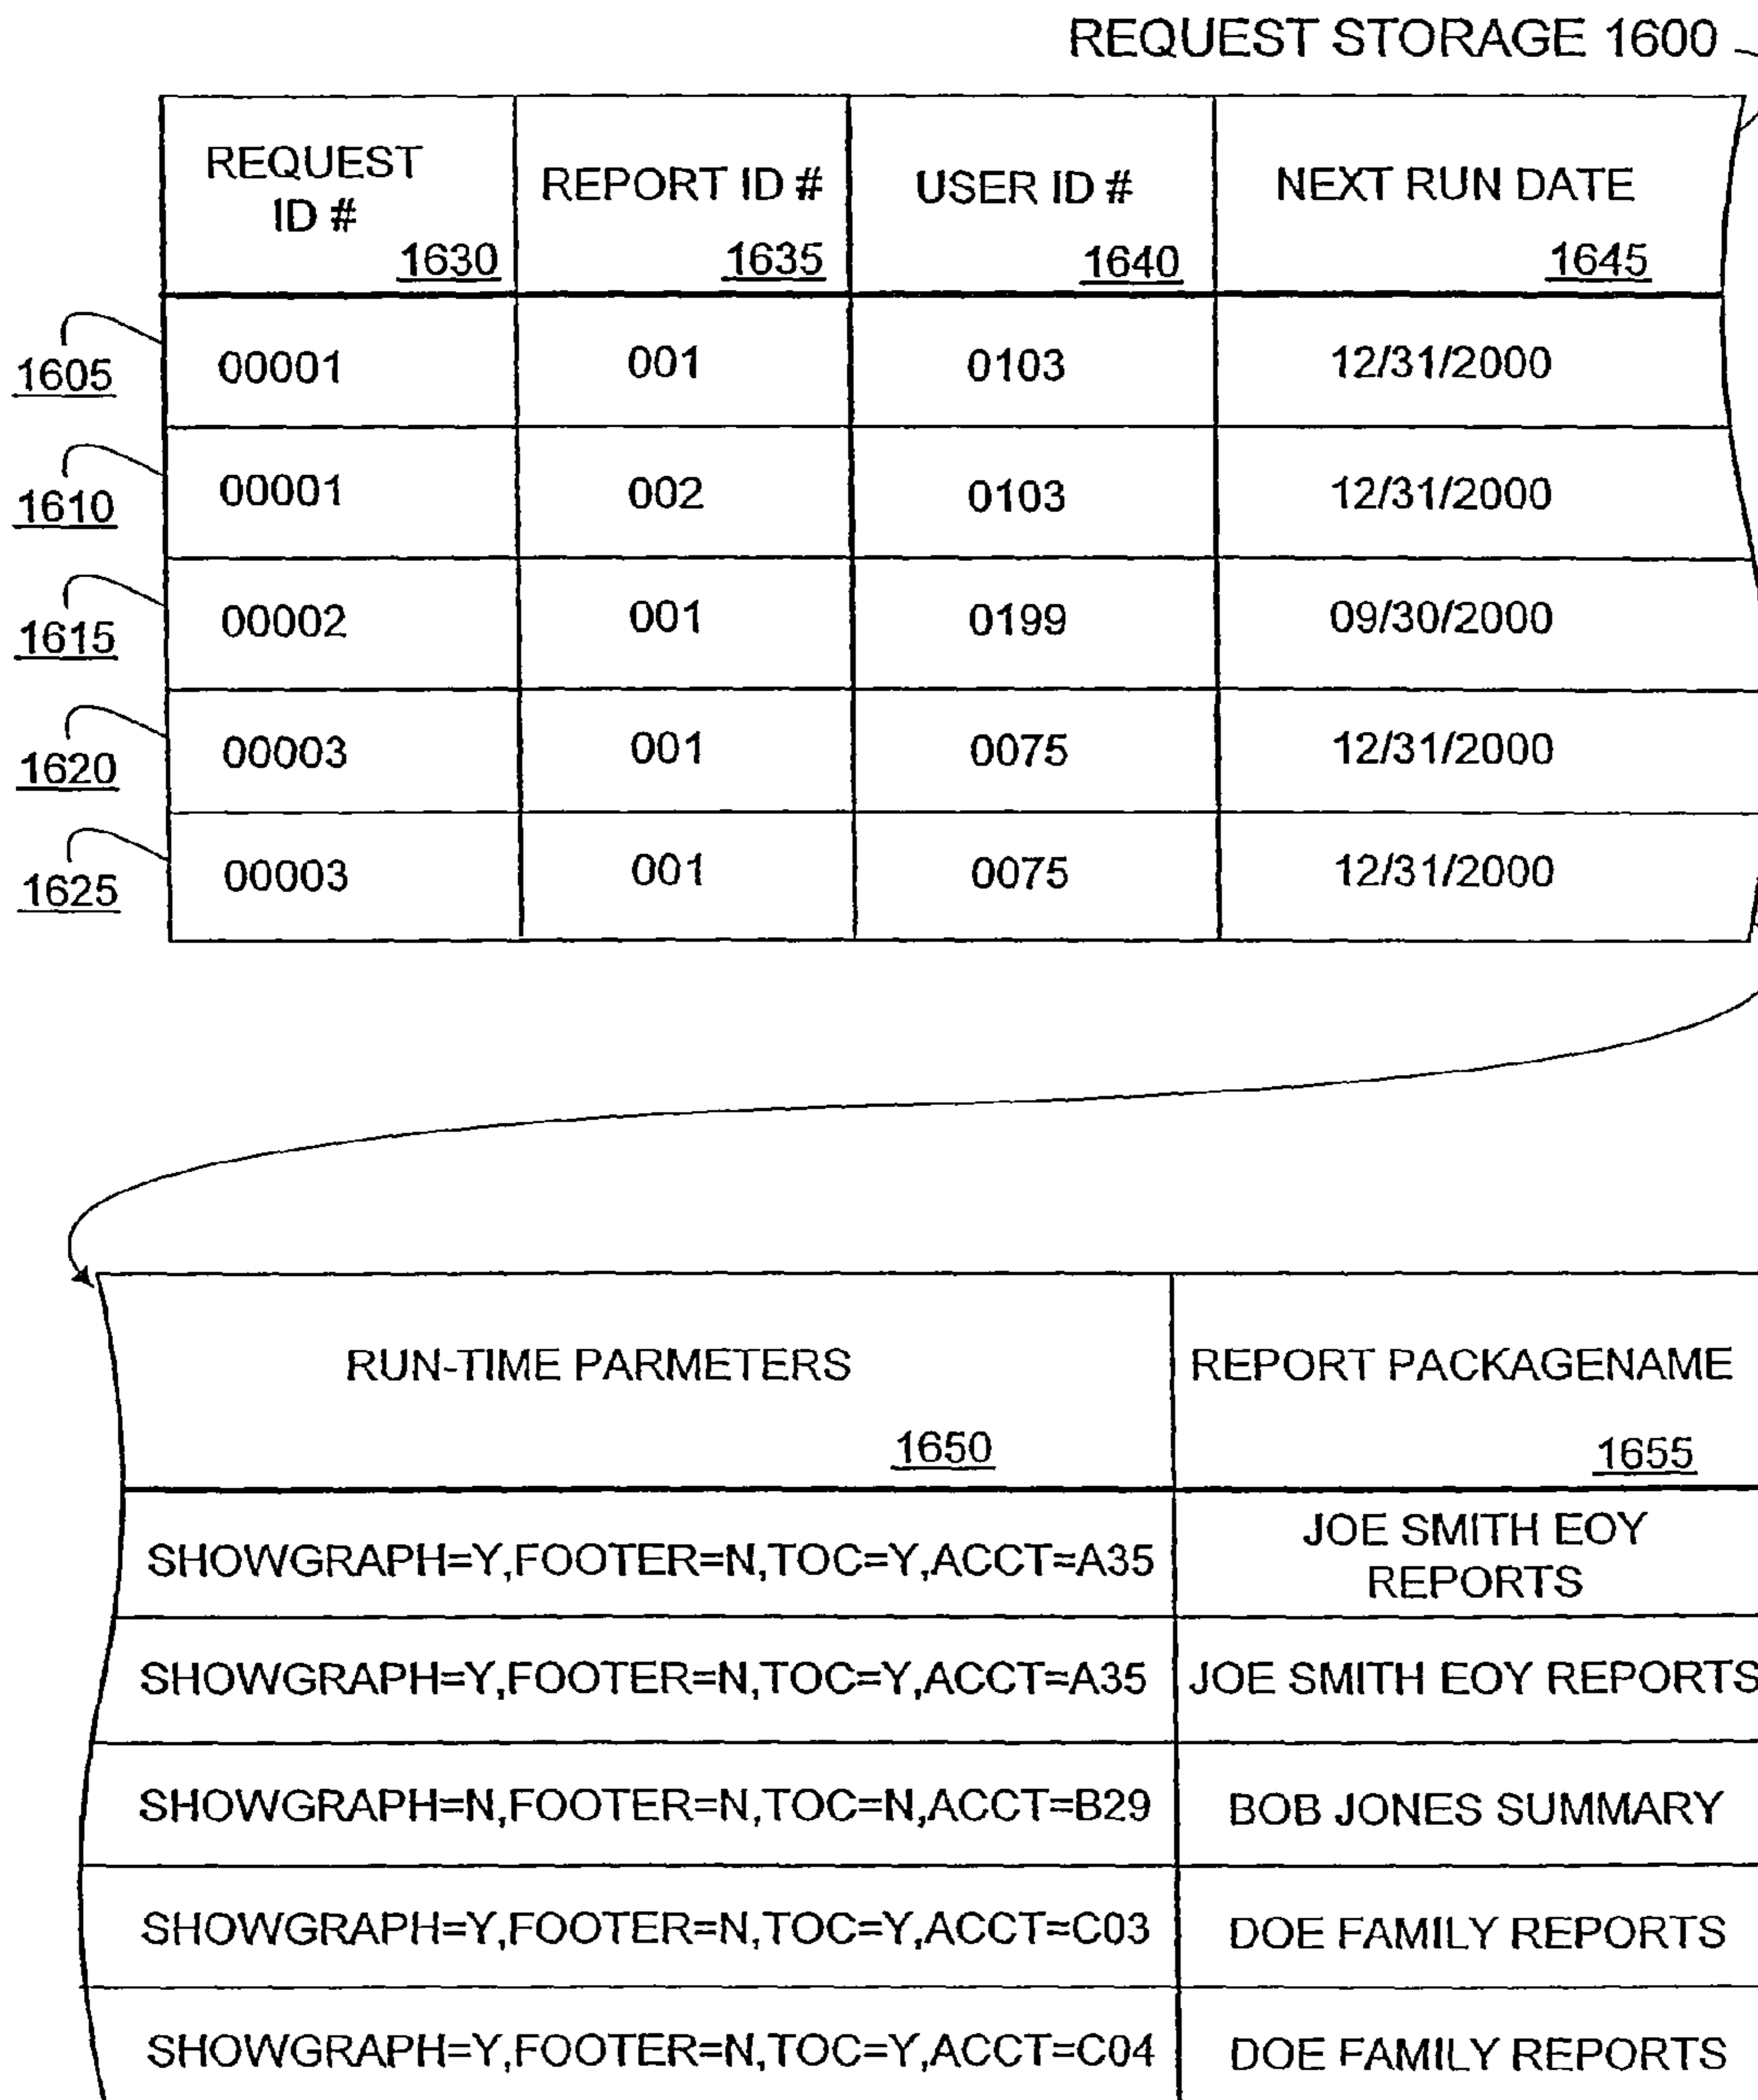 REQUEST STORAGE 1600
REQUEST ID # 1630 REPORT ID # 1635 USER ID # 1640 NEXT RUN DATE 1645
1605 00001 001 0103 12/31/2000
1610 00001 002 0103 12/31/2000
1615 00002 001 0199 09/30/2000
1620 00003 001 0075 12/31/2000
1625 00003 001 0075 12/31/2000
RUN-TIME PARMETERS 1650 REPORT PACKAGENAME 1655
SHOWGRAPH=Y,FOOTER=N,TOC=Y,ACCT=A35 JOE SMITH EOY REPORTS
SHOWGRAPH=Y,FOOTER=N,TOC=Y,ACCT=A35 JOE SMITH EOY REPORTS
SHOWGRAPH=N,FOOTER=N,TOC=N,ACCT=B29 BOB JONES SUMMARY
SHOWGRAPH=Y,FOOTER=N,TOC=Y,ACCT=C03 DOE FAMILY REPORTS
SHOWGRAPH=Y,FOOTER=N,TOC=Y,ACCT=C04 DOE FAMILY REPORTS